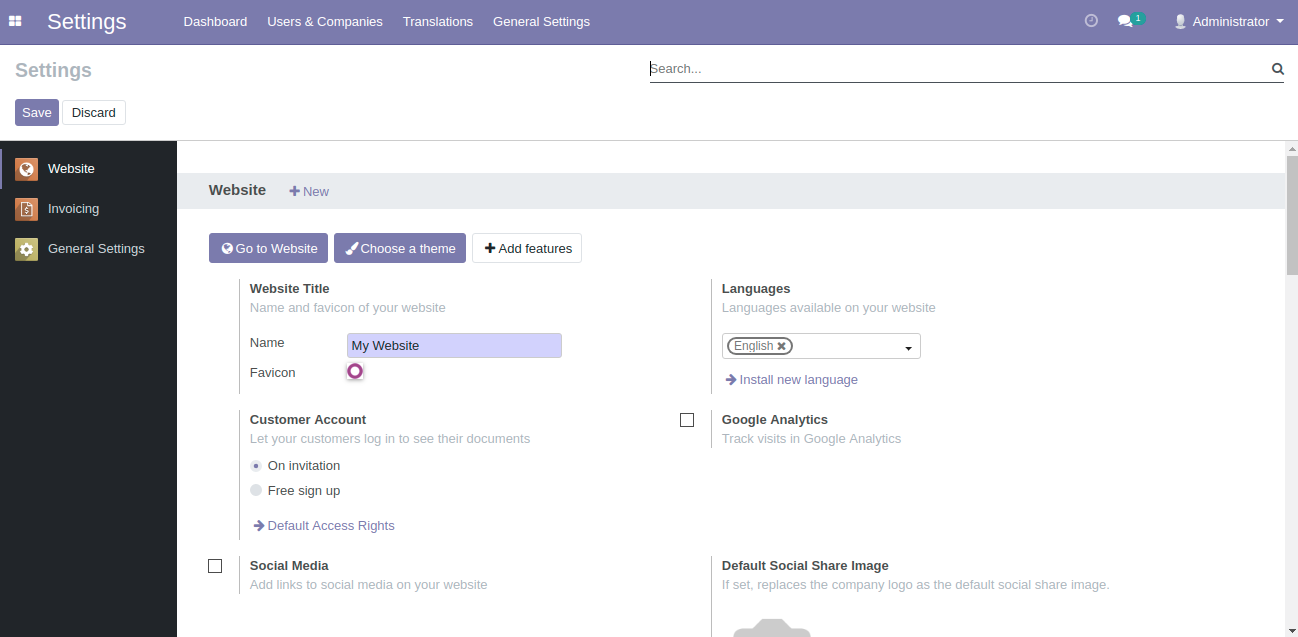 Settings Dashboard Users & Companies Translations General Settings 1 Administrator
Settings Search...
Save Discard
Website
Invoicing
General Settings
Website New
Go to Website Choose a theme Add features
Website Title
Name and favicon of your website
Name My Website
Favicon
Languages
Languages available on your website
English
Install new language
Customer Account
Let your customers log in to see their documents
On invitation
Free sign up
Default Access Rights
Google Analytics
Track visits in Google Analytics
Social Media
Add links to social media on your website
Default Social Share Image
If set, replaces the company logo as the default social share image.